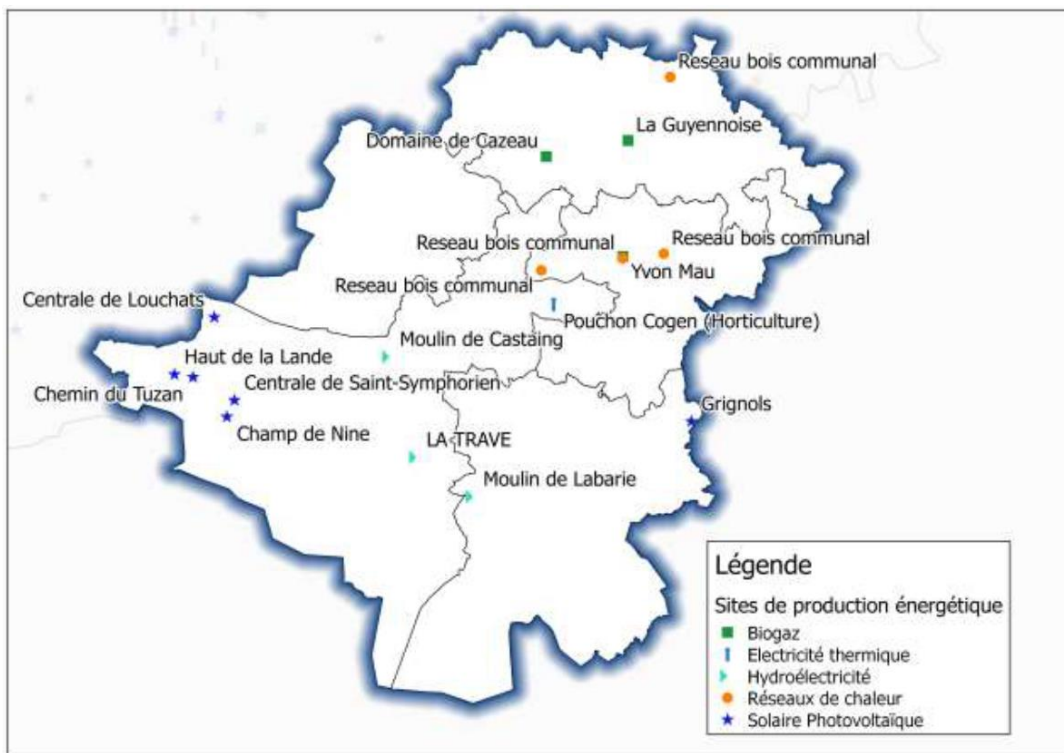 Reseau bois communal
La Guyennoise
Domaine de Cazeau
Reseau bois communal
Reseau bois communal
Yvon Mau
Reseau bois communal
Centrale de Louchats
Pouchon Cogen (Horticulture)
Moulin de Castaing
Haut de la Lande
Centrale de Saint-Symphorien
Chemin du Tuzan
Grignols
Champ de Nine
LA TRAVE
Moulin de Labarie
Légende
Sites de production énergétique
Biogaz
Electricité thermique
Hydroélectricité
Réseaux de chaleur
Solaire Photovoltaïque